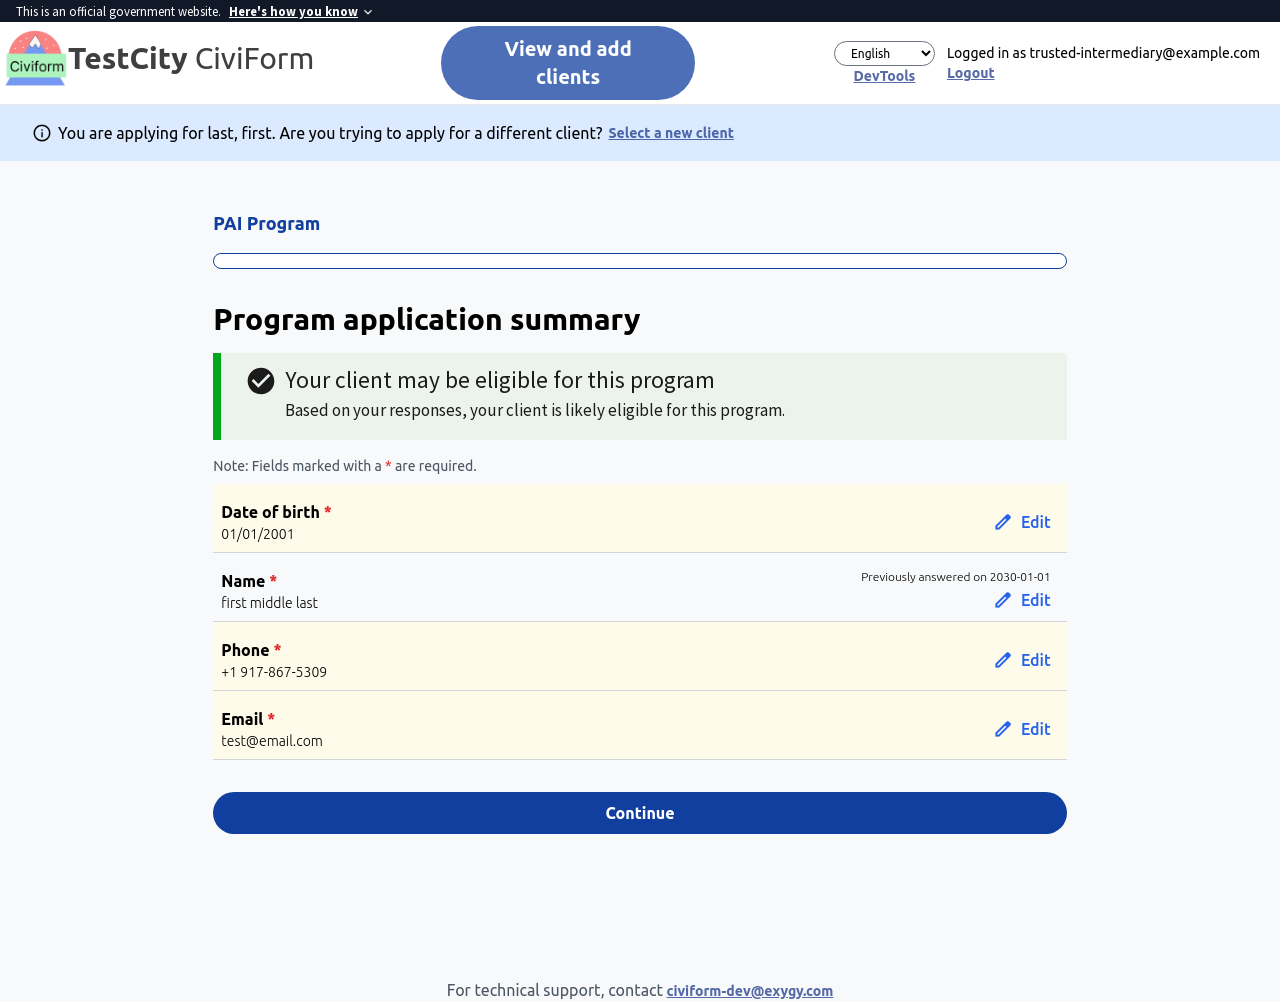 This is an official government website. Here's how you know
Civiform
TestCity CiviForm
View and add
clients
English
DevTools
Logged in as trusted-intermediary@example.com
Logout
You are applying for last, first. Are you trying to apply for a different client? Select a new client
PAI Program
Program application summary
Your client may be eligible for this program
Based on your responses, your client is likely eligible for this program.
Note: Fields marked with a * are required.
Date of birth *
01/01/2001
Edit
Name *
first middle last
Previously answered on 2030-01-01
Edit
Phone *
+1 917-867-5309
Edit
Email *
test@email.com
Edit
Continue
For technical support, contact civiform-dev@exygy.com